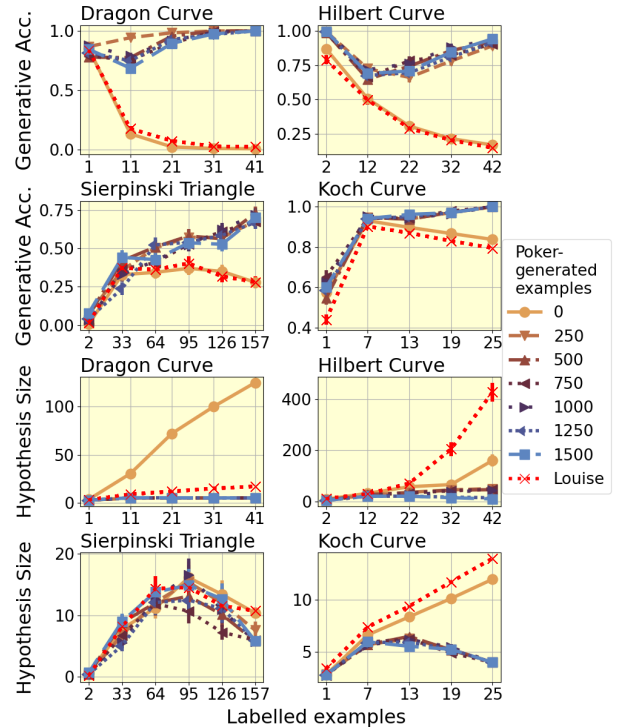 Dragon Curve
Hilbert Curve
Generative Acc.
1.0
0.5
0.0
1 11 21 31 41
1.00
0.75
0.50
0.25
2 12 22 32 42
Sierpinski Triangle
Koch Curve
Generative Acc.
0.75
0.50
0.25
0.00
2 33 64 95 126 157
1.0
0.8
0.6
0.4
1 7 13 19 25
Poker-
generated
examples
0
250
500
750
1000
1250
1500
Louise
Dragon Curve
Hilbert Curve
Hypothesis Size
100
50
0
1 11 21 31 41
400
200
0
2 12 22 32 42
Sierpinski Triangle
Koch Curve
Hypothesis Size
20
10
0
2 33 64 95 126 157
10
5
1 7 13 19 25
Labelled examples